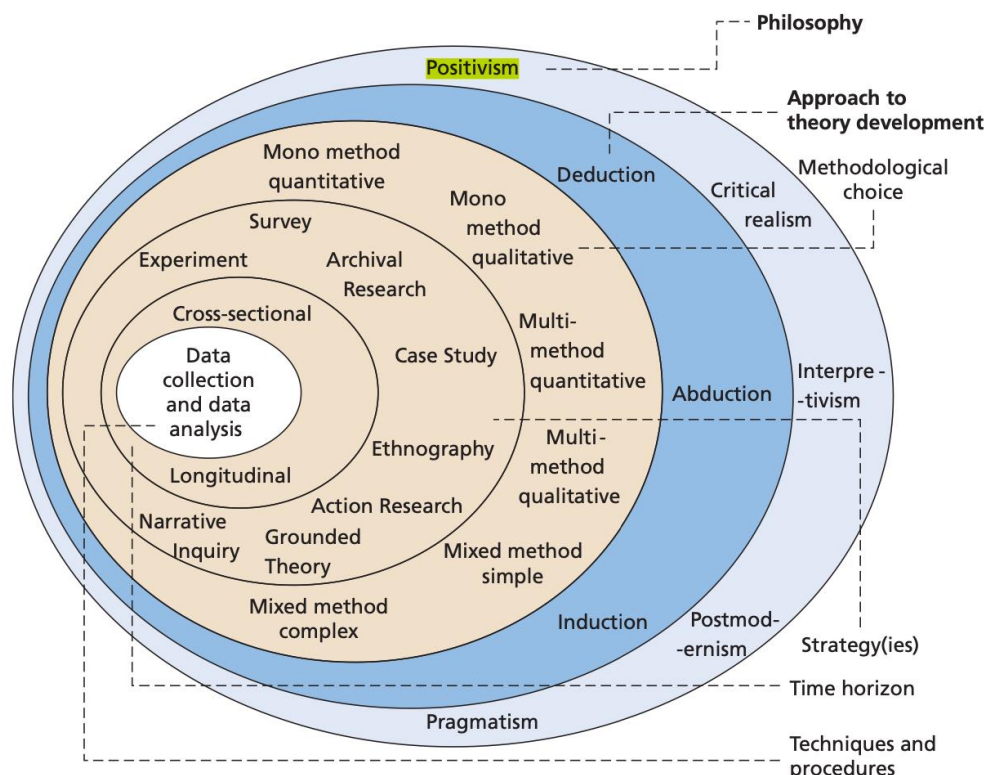 Philosophy
Positivism
Approach to
theory development
Methodological
choice
Mono method
quantitative
Deduction
Critical
realism
Mono
method
qualitative
Survey
Experiment
Archival
Research
Cross-sectional
Multi-
method
quantitative
Data
collection
and data
analysis
Case Study
Abduction
Interpre -
-tivism
Ethnography
Multi-
method
qualitative
Longitudinal
Action Research
Narrative
Inquiry
Grounded
Theory
Mixed method
simple
Mixed method
complex
Induction
Postmod-
-ernism
Strategy(ies)
Time horizon
Pragmatism
Techniques and
procedures